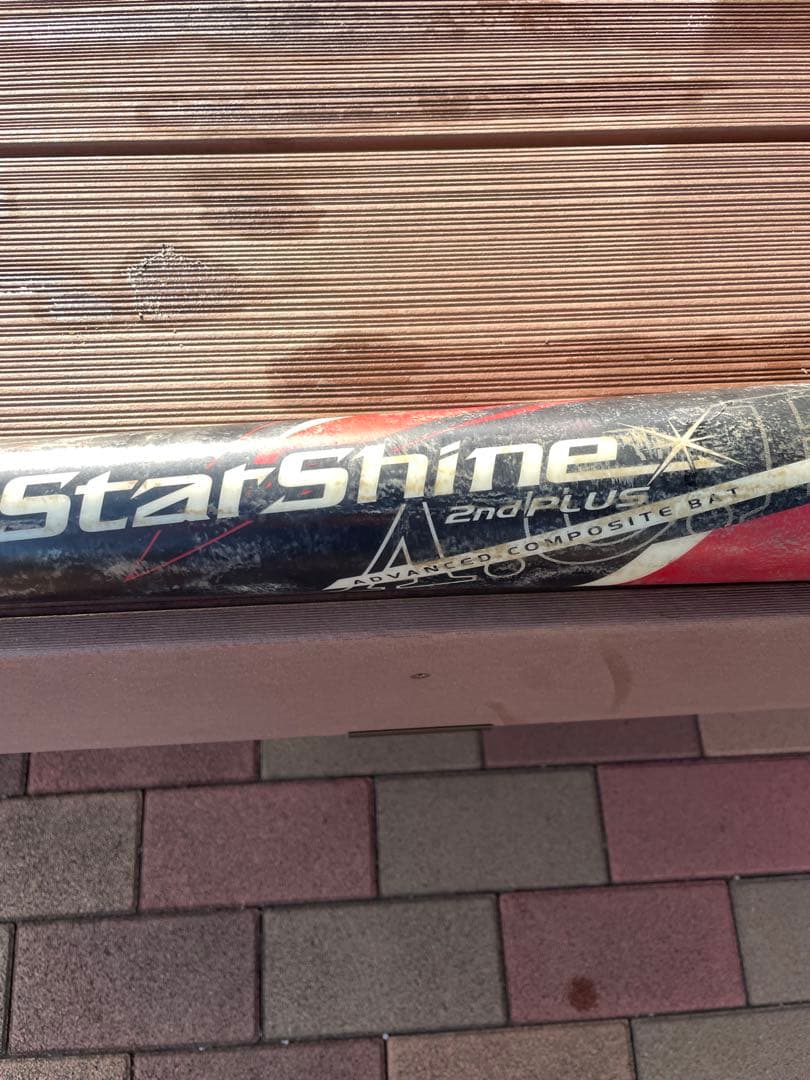 StarShine
2nd PLUS
ADVANCED COMPOSITE BAT